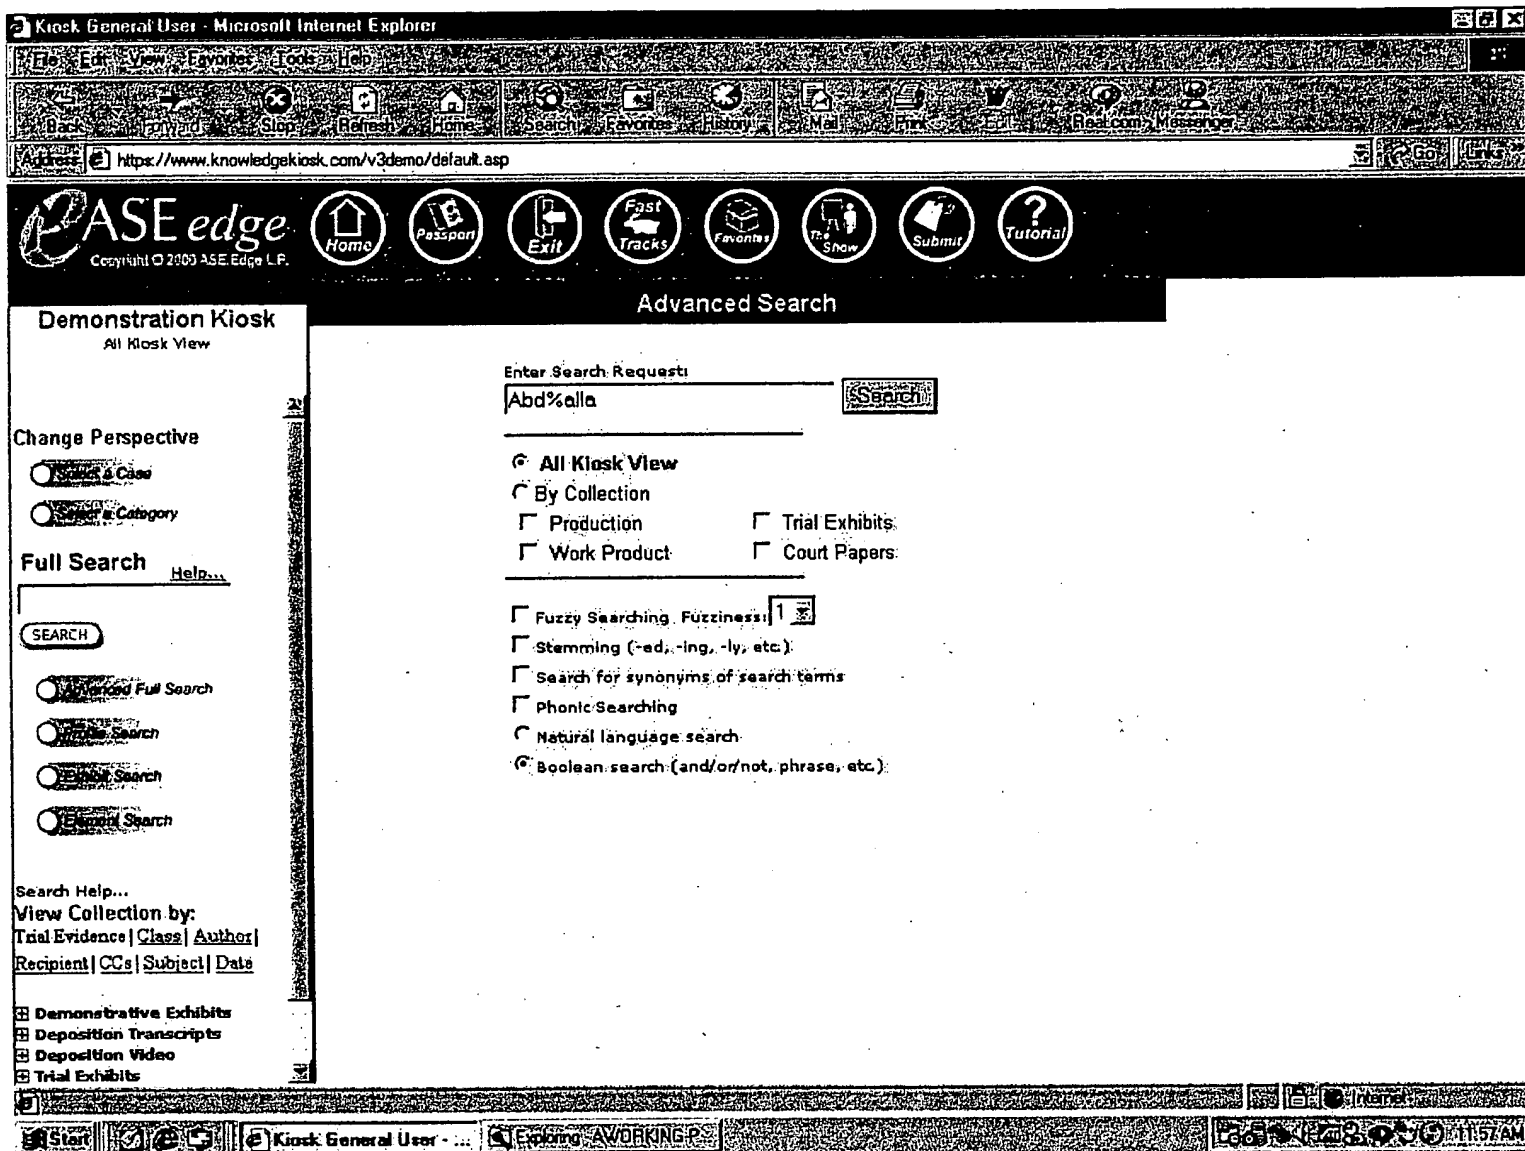 Kiosk General User - Microsoft Internet Explorer
File Edit View Favorites Tools Help
Back Forward Stop Refresh Home Search Favorites History Mail Print Edit Real.com Messenger
Address https://www.knowledgekiosk.com/v3demo/default.asp Go Links
eASE edge
Copyright © 2000 ASE Edge L.P.
Home Passport Exit Fast Tracks Favorites The Show Submit Tutorial
Advanced Search
Demonstration Kiosk
All Kiosk View
Change Perspective
Select a Case
Select a Category
Full Search Help...
SEARCH
Advanced Full Search
Profile Search
Exhibit Search
Element Search
Search Help...
View Collection by:
Trial Evidence| Class| Author|
Recipient| CCs| Subject| Date
Demonstrative Exhibits
Deposition Transcripts
Deposition Video
Trial Exhibits
Enter Search Request:
Abd%alla Search
All Kiosk View
By Collection
Production Trial Exhibits
Work Product Court Papers
Fuzzy Searching Fuzziness: 1
Stemming (-ed, -ing, -ly, etc.)
Search for synonyms of search terms
Phonic Searching
Natural language search
Boolean search (and/or/not, phrase, etc.)
Internet
Start Kiosk General User - ... Exploring - AWORKING-P... 11:57 AM